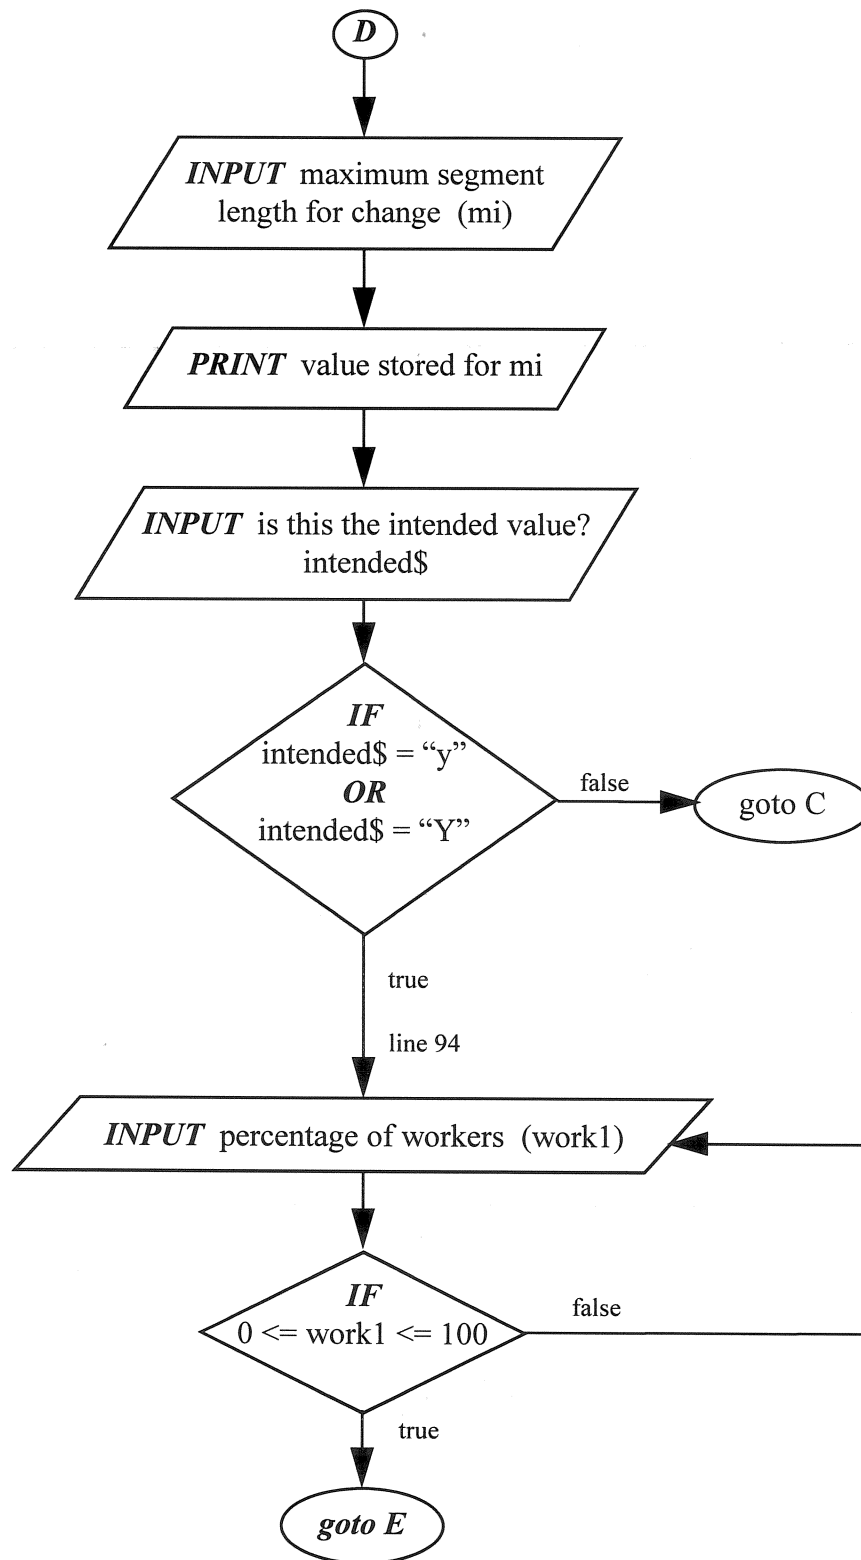 D
INPUT maximum segment
length for change (mi)
PRINT value stored for mi
INPUT is this the intended value?
intended$
IF
intended$ = “y”
OR
intended$ = “Y”
false
goto C
true
line 94
INPUT percentage of workers (work1)
IF
0 <= work1 <= 100
false
true
goto E